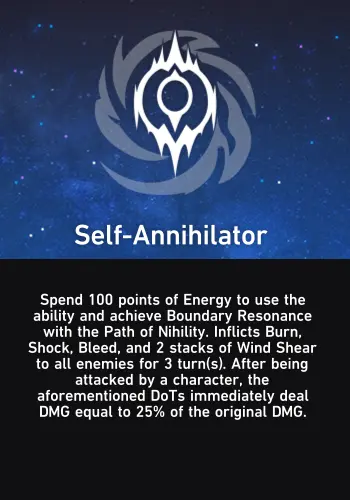 Self-Annihilator
Spend 100 points of Energy to use the
ability and achieve Boundary Resonance
with the Path of Nihility. Inflicts Burn,
Shock, Bleed, and 2 stacks of Wind Shear
to all enemies for 3 turn(s). After being
attacked by a character, the
aforementioned DoTs immediately deal
DMG equal to 25% of the original DMG.